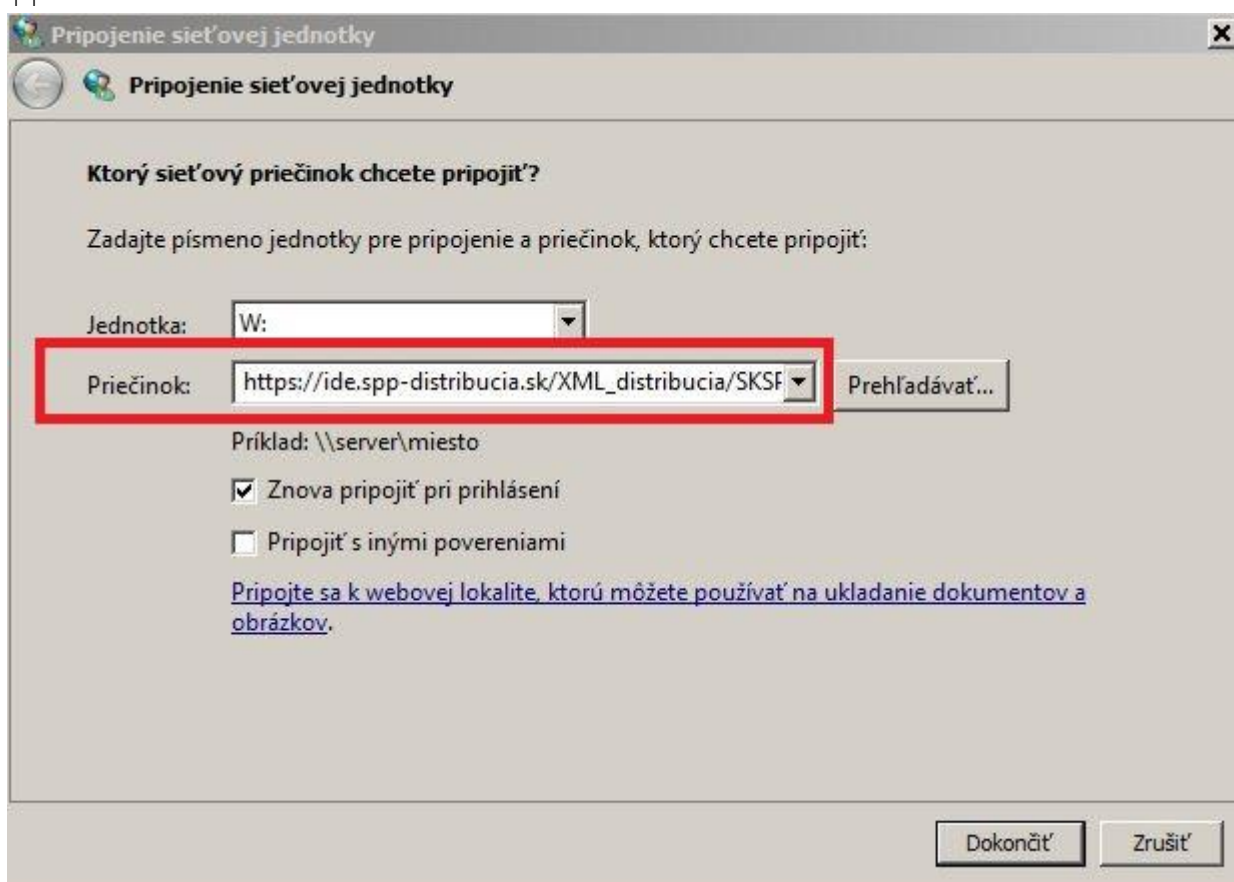 Pripojenie sieťovej jednotky
Pripojenie sieťovej jednotky
Ktorý sieťový priečinok chcete pripojiť?
Zadajte písmeno jednotky pre pripojenie a priečinok, ktorý chcete pripojiť:
Jednotka: W:
Priečinok: https://ide.spp-distribucia.sk/XML_distribucia/SKSF Prehľadávať...
Príklad: \\server\miesto
Znova pripojiť pri prihlásení
Pripojiť s inými povereniami
Pripojte sa k webovej lokalite, ktorú môžete používať na ukladanie dokumentov a
obrázkov.
Dokončiť Zrušiť